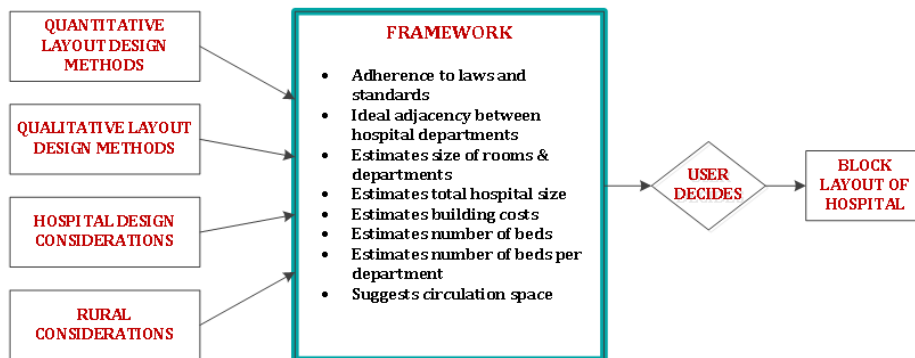 QUANTITATIVE
LAYOUT DESIGN
METHODS
QUALITATIVE LAYOUT
DESIGN METHODS
HOSPITAL DESIGN
CONSIDERATIONS
RURAL
CONSIDERATIONS
FRAMEWORK
• Adherence to laws and
standards
• Ideal adjacency between
hospital departments
• Estimates size of rooms &
departments
• Estimates total hospital size
• Estimates building costs
• Estimates number of beds
• Estimates number of beds per
department
• Suggests circulation space
USER
DECIDES
BLOCK
LAYOUT OF
HOSPITAL